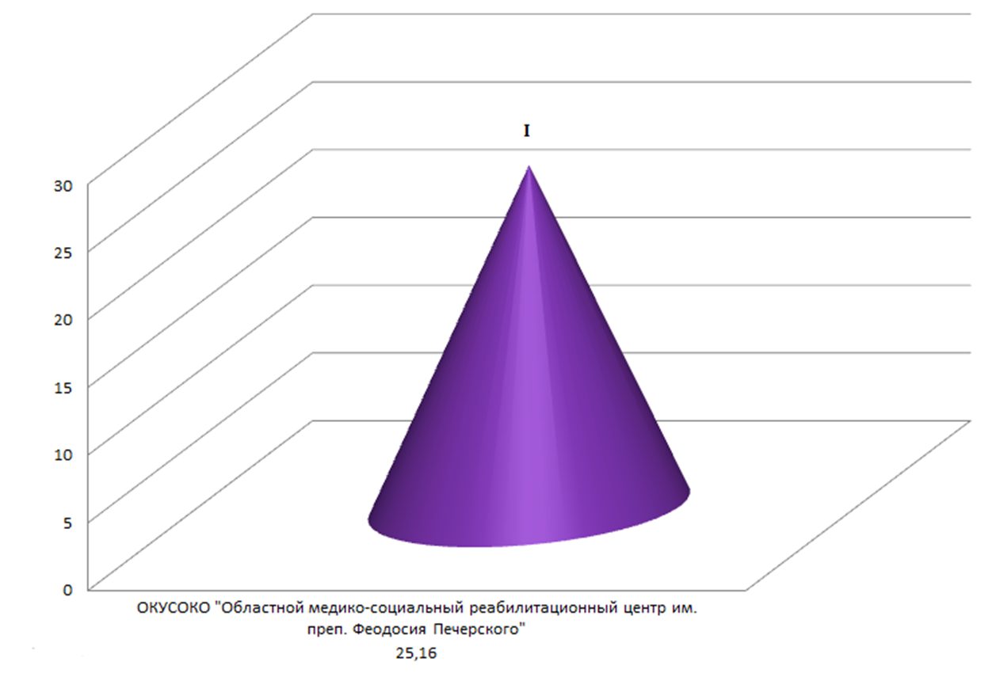 I
30
25
20
15
10
5
0
ОКУСОКО "Областной медико-социальный реабилитационный центр им.
преп. Феодосия Печерского"
25,16